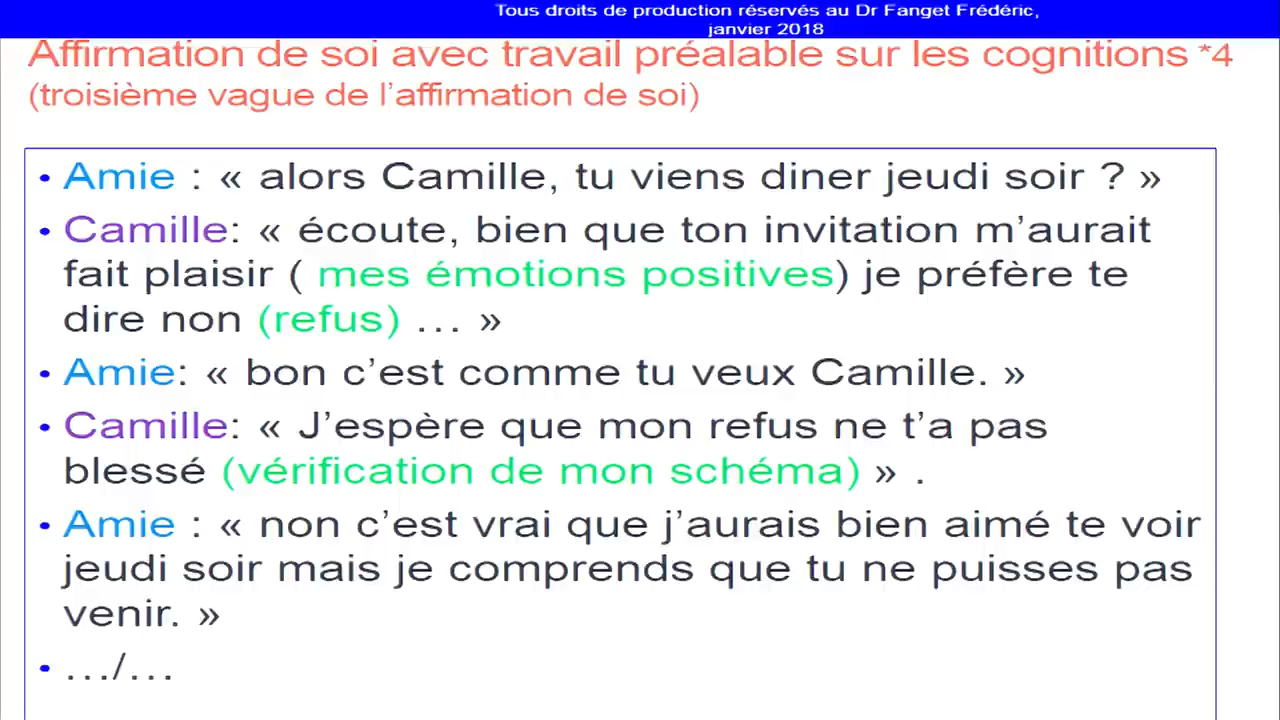 Tous droits de production réservés au Dr Fanget Frédéric,
janvier 2018
Affirmation de soi avec travail préalable sur les cognitions *4
(troisième vague de l'affirmation de soi)
• Amie : « alors Camille, tu viens diner jeudi soir ? »
• Camille: « écoute, bien que ton invitation m'aurait
fait plaisir ( mes émotions positives) je préfère te
dire non (refus) … »
• Amie: « bon c'est comme tu veux Camille. »
• Camille: « J'espère que mon refus ne t'a pas
blessé (vérification de mon schéma) » .
• Amie : « non c'est vrai que j'aurais bien aimé te voir
jeudi soir mais je comprends que tu ne puisses pas
venir. »
• …/…